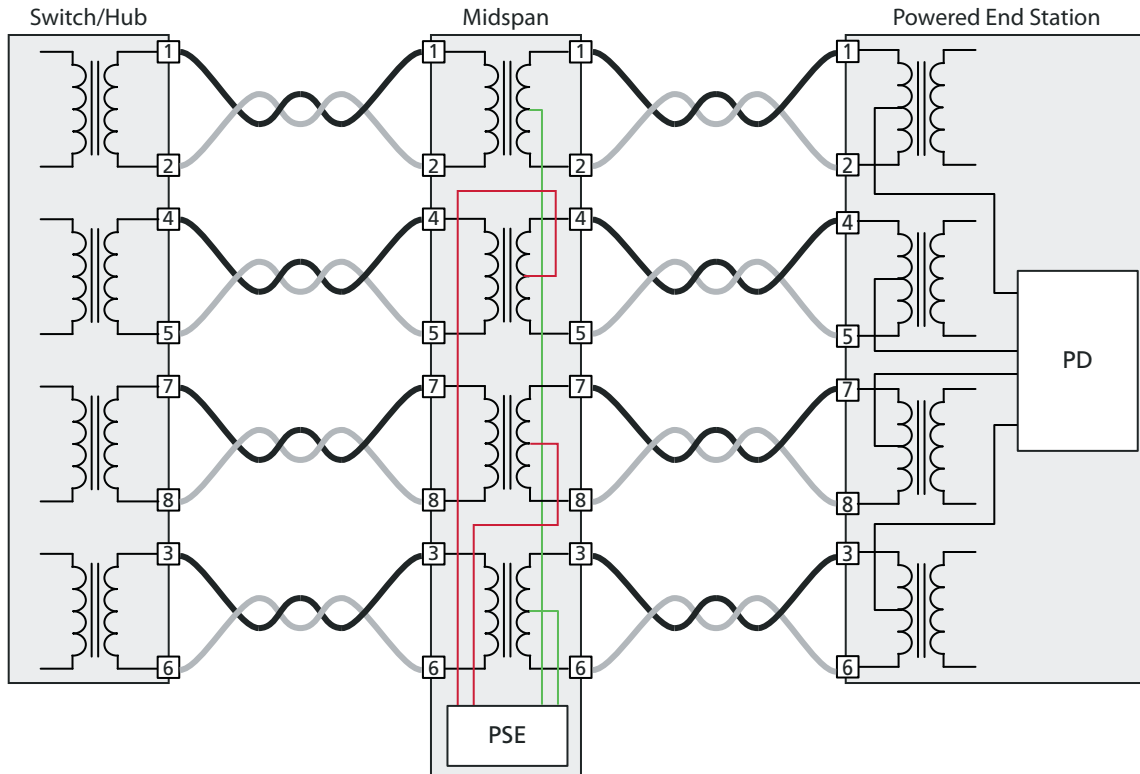 Switch/Hub
Midspan
Powered End Station
1 1 1 1
2 2 2 2
4 4 4 4
5 5 5 5
7 7 7 7
8 8 8 8
3 3 3 3
6 6 6 6
PD
PSE